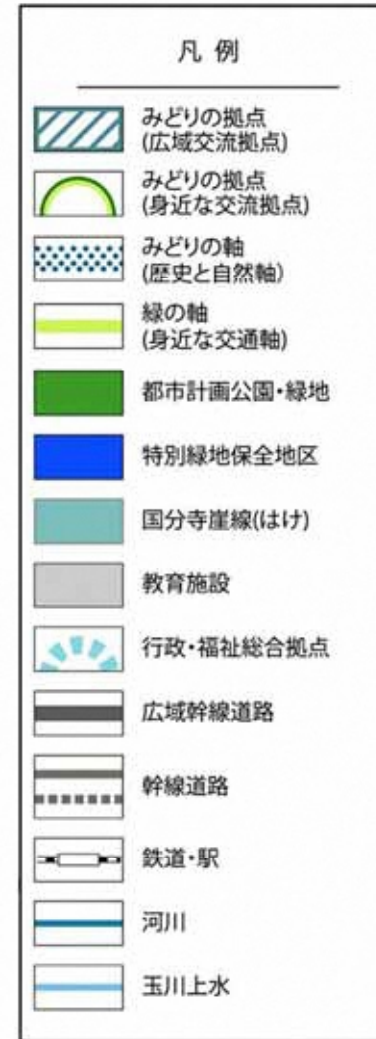 凡 例
みどりの拠点
(広域交流拠点)
みどりの拠点
(身近な交流拠点)
みどりの軸
(歴史と自然軸)
緑の軸
(身近な交通軸)
都市計画公園・緑地
特別緑地保全地区
国分寺崖線(はけ)
教育施設
行政・福祉総合拠点
広域幹線道路
幹線道路
鉄道・駅
河川
玉川上水